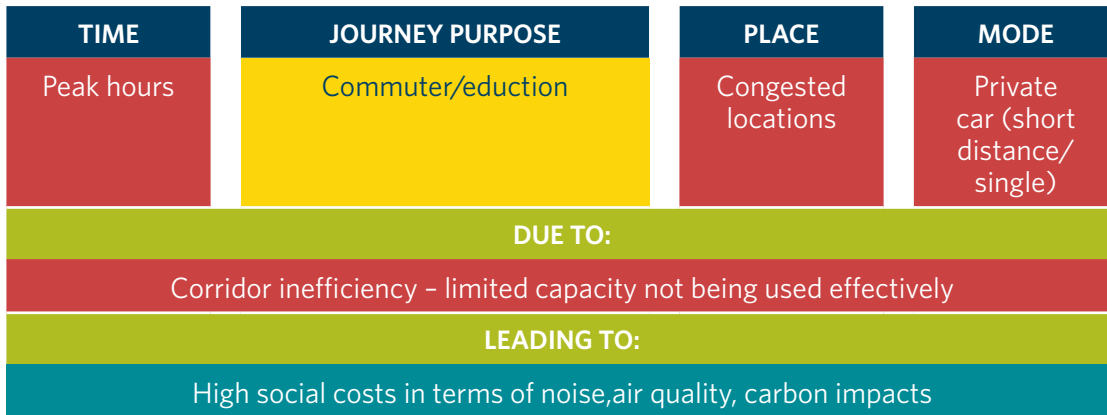 TIME
Peak hours
JOURNEY PURPOSE
Commuter/eduction
PLACE
Congested
locations
MODE
Private
car (short
distance/
single)
DUE TO:
Corridor inefficiency – limited capacity not being used effectively
LEADING TO:
High social costs in terms of noise,air quality, carbon impacts